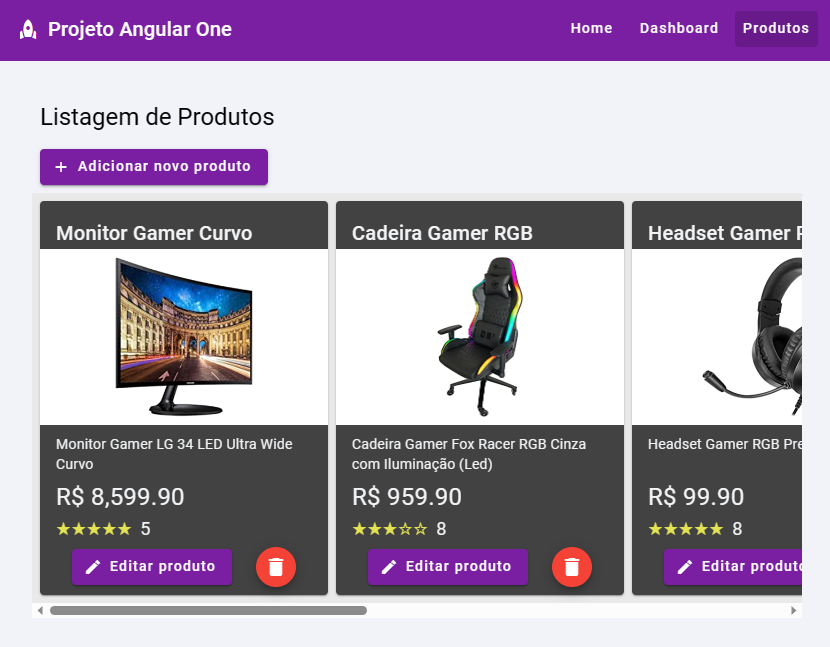 Projeto Angular One
Home Dashboard Produtos
Listagem de Produtos
+ Adicionar novo produto
Monitor Gamer Curvo
Monitor Gamer LG 34 LED Ultra Wide
Curvo
R$ 8,599.90
★★★★★ 5
Editar produto
Cadeira Gamer RGB
Cadeira Gamer Fox Racer RGB Cinza
com Iluminação (Led)
R$ 959.90
★★★☆☆ 8
Editar produto
Headset Gamer
Headset Gamer RGB Pre
R$ 99.90
★★★★★ 8
Editar produto